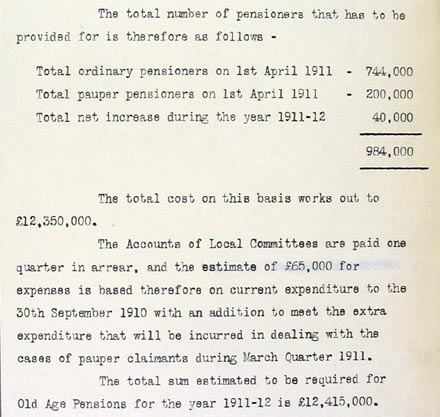 The total number of pensioners that has to be
provided for is therefore as follows -
Total ordinary pensioners on 1st April 1911 - 744,000
Total pauper pensioners on 1st April 1911 - 200,000
Total net increase during the year 1911-12 40,000
984,000
The total cost on this basis works out to
£12,350,000.
The Accounts of Local Committees are paid one
quarter in arrear, and the estimate of £65,000 for
expenses is based therefore on current expenditure to the
30th September 1910 with an addition to meet the extra
expenditure that will be incurred in dealing with the
cases of pauper claimants during March Quarter 1911.
The total sum estimated to be required for
Old Age Pensions for the year 1911-12 is £12,415,000.